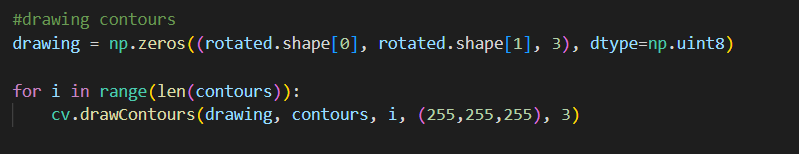 #drawing contours
drawing = np.zeros((rotated.shape[0], rotated.shape[1], 3), dtype=np.uint8)
for i in range(len(contours)):
    cv.drawContours(drawing, contours, i, (255,255,255), 3)